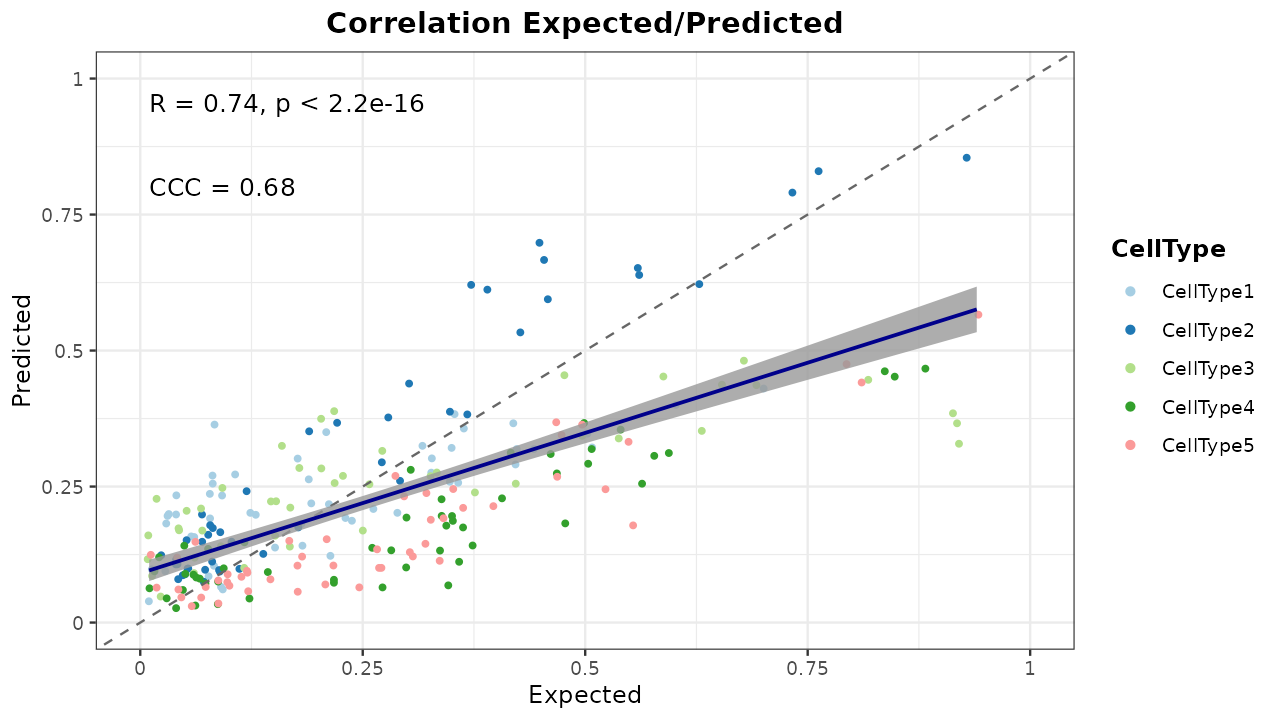 Correlation Expected/Predicted
R = 0.74, p < 2.2e-16
CCC = 0.68
1
0.75
0.5
0.25
0
Predicted
0
0.25
0.5
0.75
1
Expected
CellType
CellType1
CellType2
CellType3
CellType4
CellType5